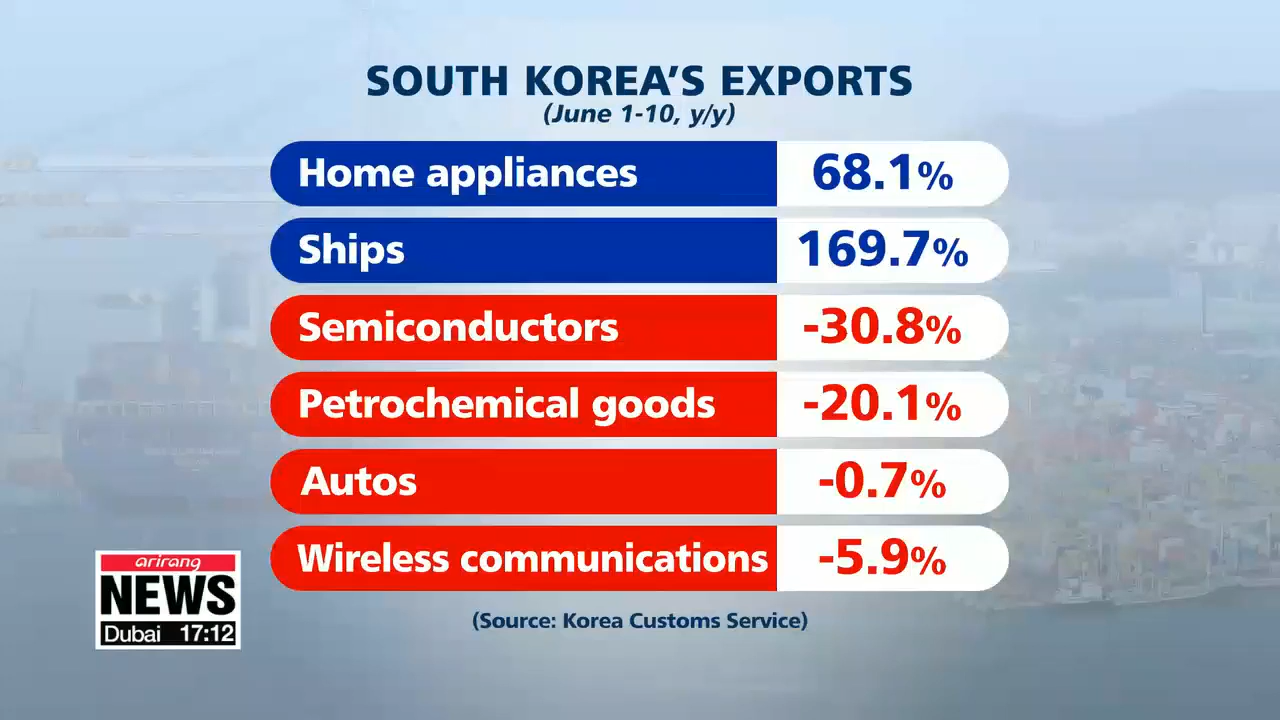 SOUTH KOREA'S EXPORTS
(June 1-10, y/y)
Home appliances 68.1%
Ships 169.7%
Semiconductors -30.8%
Petrochemical goods -20.1%
Autos -0.7%
Wireless communications -5.9%
(Source: Korea Customs Service)
arirang
NEWS
Dubai 17:12